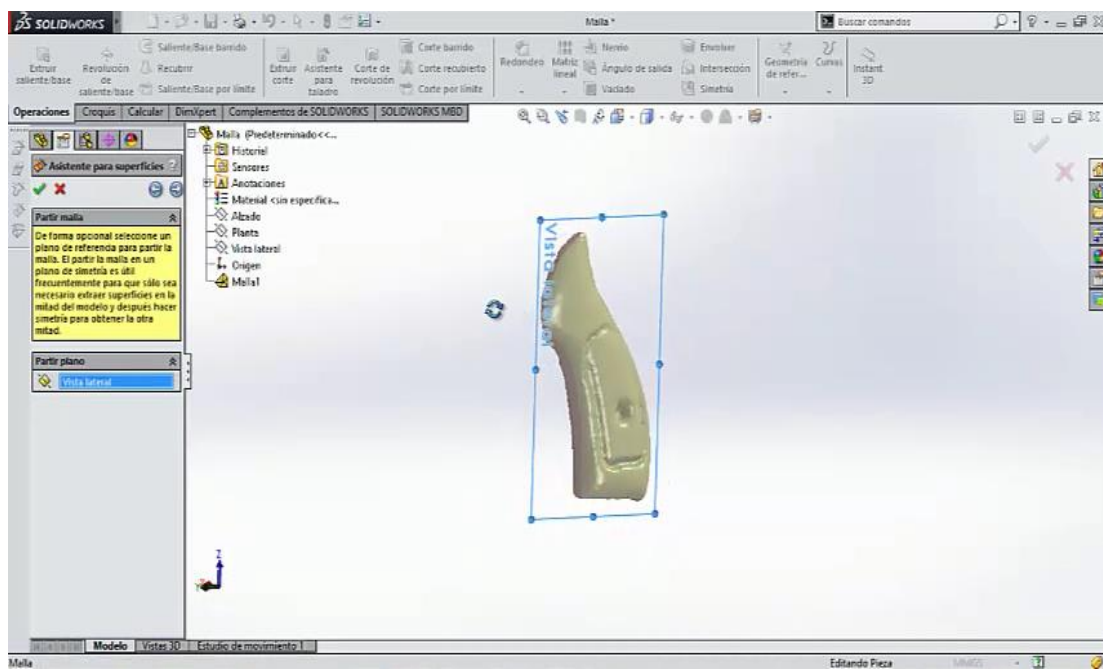 SOLIDWORKS
Malla *
Buscar comandos
Extruir saliente/base
Revolución de saliente/base
Saliente/Base barrido
Recubrir
Saliente/Base por límite
Extruir corte
Asistente para taladro
Corte de revolución
Corte barrido
Corte recubierto
Corte por límite
Redondeo
Matriz lineal
Nervio
Ángulo de salida
Vaciado
Envolver
Intersección
Simetría
Geometría de refer...
Curvas
Instant 3D
Operaciones
Croquis
Calcular
DimXpert
Complementos de SOLIDWORKS
SOLIDWORKS MBD
Asistente para superficies
?
Partir malla
De forma opcional seleccione un
plano de referencia para partir la
malla. El partir la malla en un
plano de simetría es útil
frecuentemente para que sólo sea
necesario extraer superficies en la
mitad del modelo y después hacer
simetría para obtener la otra
mitad.
Partir plano
Vista lateral
Malla (Predeterminado<<...
Historial
Sensores
Anotaciones
Material <sin especifica...
Alzado
Planta
Vista lateral
Origen
Malla1
Vista lateral
Z
Modelo
Vistas 3D
Estudio de movimiento 1
Malla
Editando Pieza
MMGS